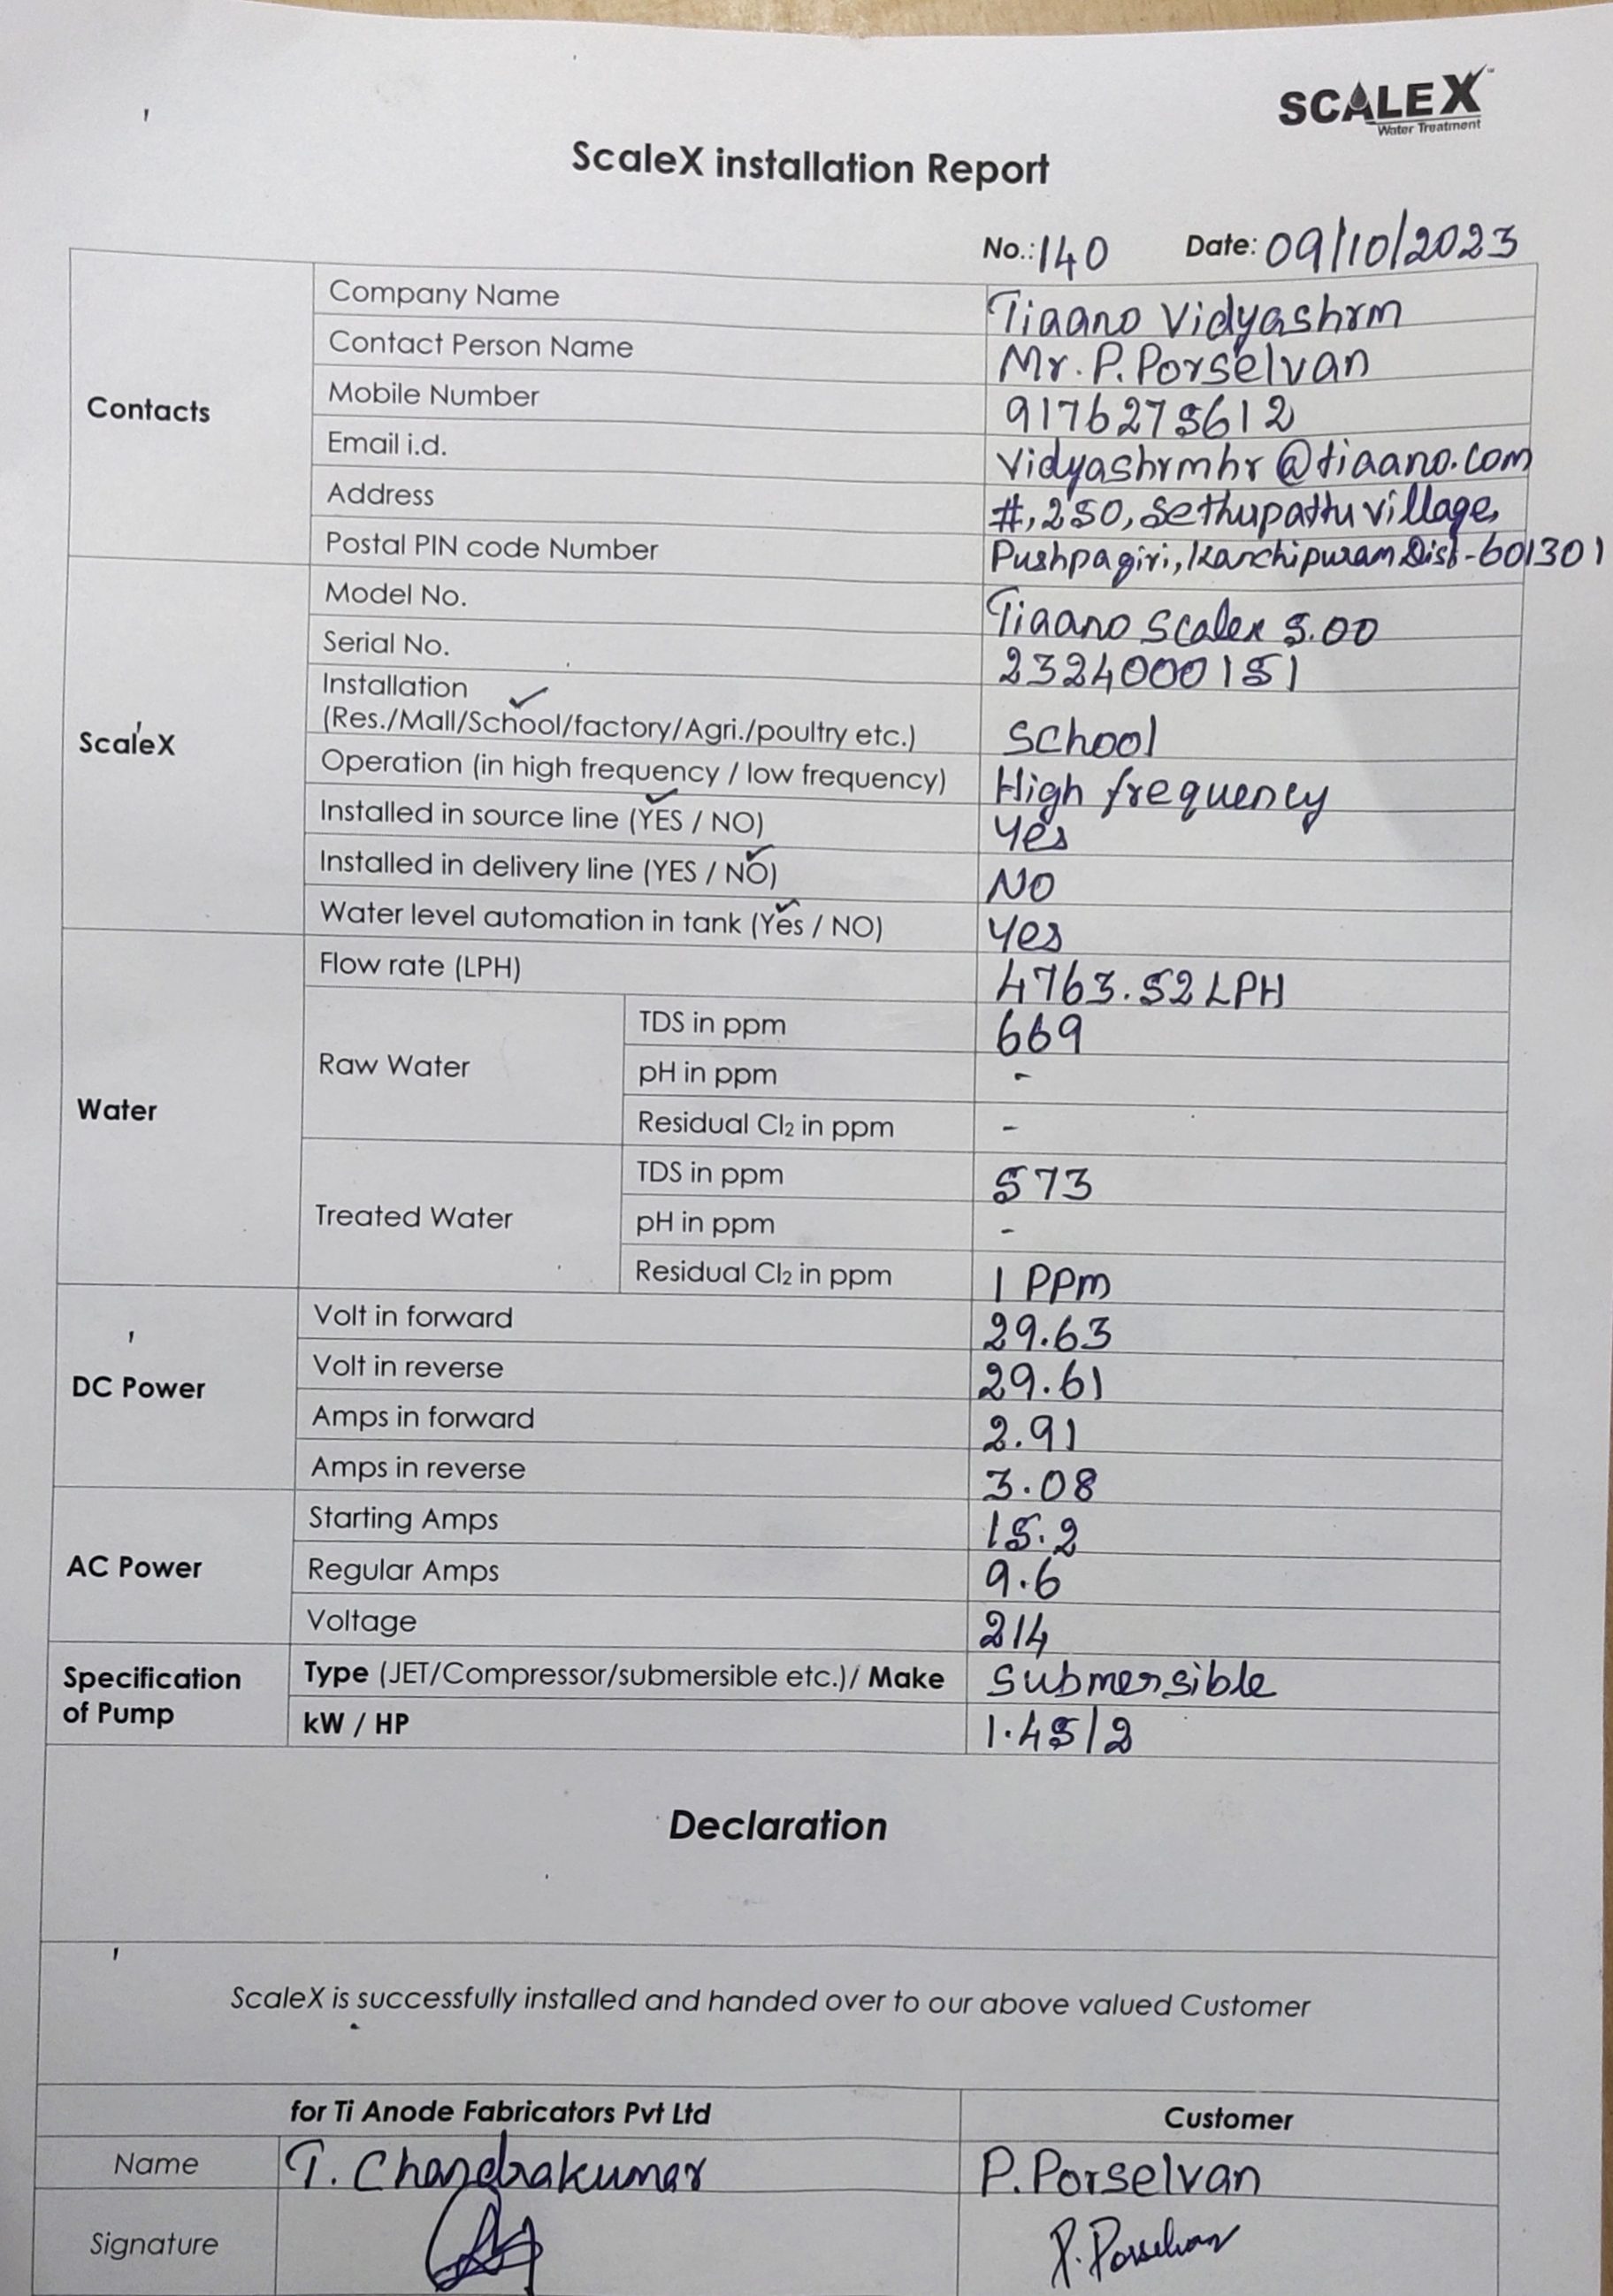 SCALEX
Water Treatment
ScaleX installation Report
No.: 140 Date: 09/10/2023
Contacts
Company Name Tiaano Vidyashrm
Contact Person Name Mr. P. Porselvan
Mobile Number 9176275612
Email i.d. Vidyashrmhr@tiaano.com
Address #, 250, Sethupattu village,
Postal PIN code Number Pushpagiri, Kanchipuram Dist-601301
ScaleX
Model No. Tiaano Scalex 5.00
Serial No. 2324000151
Installation
(Res./Mall/School/factory/Agri./poultry etc.) School
Operation (in high frequency / low frequency) High frequency
Installed in source line (YES / NO) Yes
Installed in delivery line (YES / NO) NO
Water level automation in tank (Yes / NO) Yes
Water
Flow rate (LPH) 4763.52 LPH
Raw Water
TDS in ppm 669
pH in ppm -
Residual Cl2 in ppm -
Treated Water
TDS in ppm 573
pH in ppm -
Residual Cl2 in ppm 1 PPm
DC Power
Volt in forward 29.63
Volt in reverse 29.61
Amps in forward 2.91
Amps in reverse 3.08
AC Power
Starting Amps 15.2
Regular Amps 9.6
Voltage 214
Specification
of Pump
Type (JET/Compressor/submersible etc.)/ Make Submersible
kW / HP 1.45/2
Declaration
ScaleX is successfully installed and handed over to our above valued Customer
for Ti Anode Fabricators Pvt Ltd Customer
Name T. Chandrakumar P. Porselvan
Signature P. Porselvan